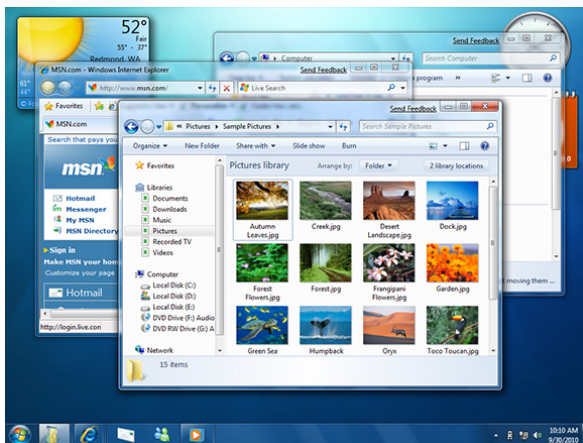 52°
Fair
55° - 37°
Redmond, WA
Send Feedback
Computer
Search Computer
program
MSN.com - Windows Internet Explorer
Send Feedback
http://www.msn.com/
Live Search
Favorites
MSN.com
Search that pays you
msn
Hotmail
Messenger
My MSN
MSN Directory
Sign in
Make MSN your hom
Customize your page
Hotmail
http://login.live.con
Send Feedback
Pictures
Sample Pictures
Search Sample Pictures
Organize
New Folder
Share with
Slide show
Burn
Favorites
Libraries
Documents
Downloads
Music
Pictures
Recorded TV
Videos
Computer
Local Disk (C:)
Local Disk (D:)
Local Disk (E:)
DVD Drive (F:) Audio
DVD RW Drive (G:) A
Network
Pictures library
Arrange by:
Folder
2 library locations
Autumn
Leaves.jpg
Creek.jpg
Desert
Landscape.jpg
Dock.jpg
Forest
Flowers.jpg
Forest.jpg
Frangipani
Flowers.jpg
Garden.jpg
Green Sea
Humpback
Oryx
Toco Toucan.jpg
15 items
t moving them ...
10:10 AM
9/30/2010